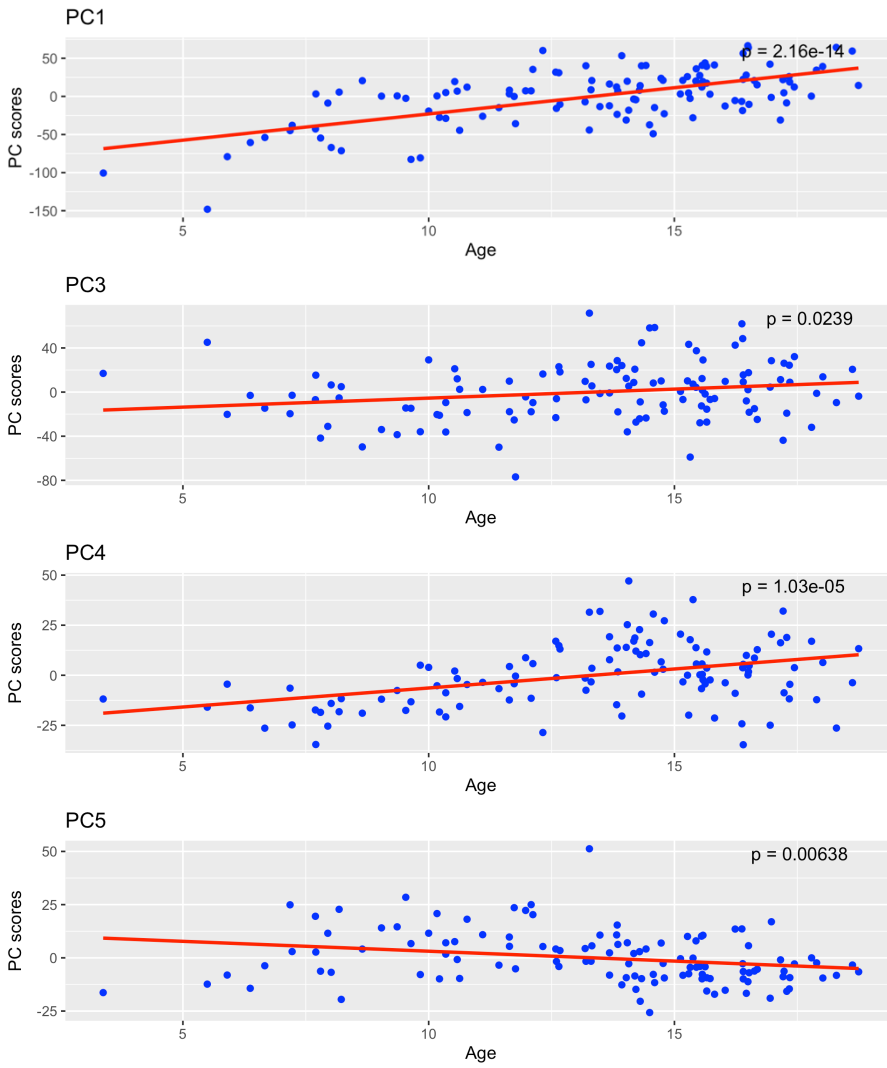 PC1
p = 2.16e-14
50
0
-50
-100
-150
PC scores
5 10 15
Age
PC3
p = 0.0239
40
0
-40
-80
PC scores
5 10 15
Age
PC4
50
p = 1.03e-05
25
0
-25
PC scores
5 10 15
Age
PC5
50
p = 0.00638
25
0
-25
PC scores
5 10 15
Age